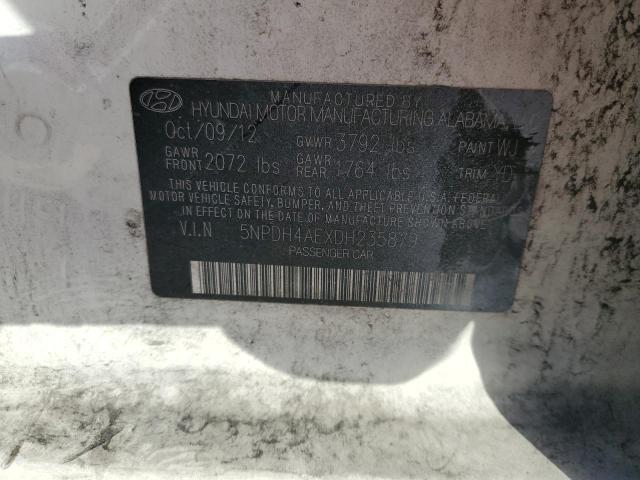 MANUFACTURED BY
HYUNDAI MOTOR MANUFACTURING ALABAMA,
Oct/09/12 GVWR 3792 lbs PAINT WJ
GAWR FRONT 2072 lbs GAWR REAR 1764 lbs TRIM YD
THIS VEHICLE CONFORMS TO ALL APPLICABLE U.S.A. FEDERAL
MOTOR VEHICLE SAFETY, BUMPER, AND THEFT PREVENTION STANDARDS
IN EFFECT ON THE DATE OF MANUFACTURE SHOWN ABOVE
V.I.N 5NPDH4AEXDH235879
PASSENGER CAR